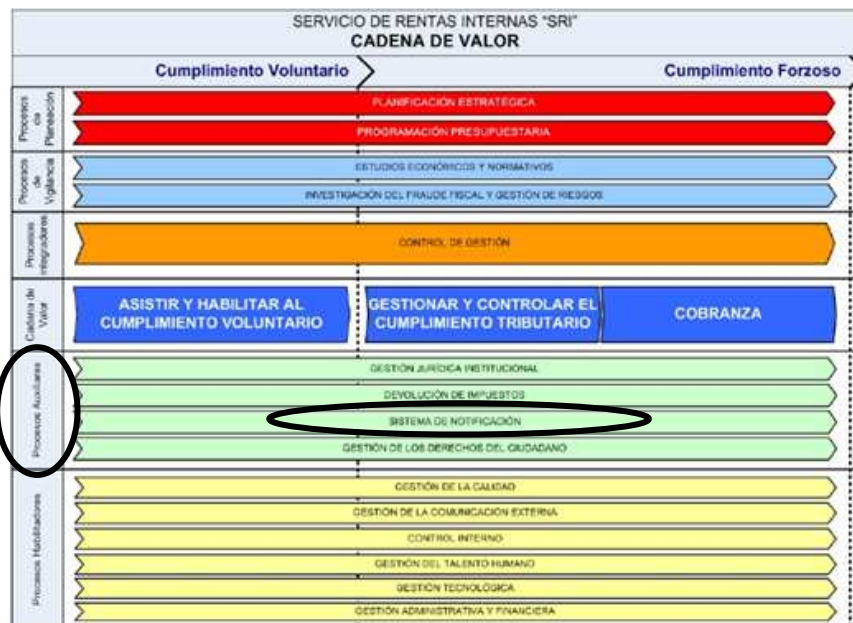 SERVICIO DE RENTAS INTERNAS "SRI"
CADENA DE VALOR
Cumplimiento Voluntario
Cumplimiento Forzoso
Procesos
de
Planeación
PLANIFICACIÓN ESTRATÉGICA
PROGRAMACIÓN PRESUPUESTARIA
Procesos
de
Vigilancia
ESTUDIOS ECONÓMICOS Y NORMATIVOS
INVESTIGACIÓN DEL FRAUDE FISCAL Y GESTIÓN DE RIESGOS
Procesos
Integradores
CONTROL DE GESTIÓN
Cadena de
Valor
ASISTIR Y HABILITAR AL
CUMPLIMIENTO VOLUNTARIO
GESTIONAR Y CONTROLAR EL
CUMPLIMIENTO TRIBUTARIO
COBRANZA
Procesos Auxiliares
GESTIÓN JURÍDICA INSTITUCIONAL
DEVOLUCIÓN DE IMPUESTOS
SISTEMA DE NOTIFICACIÓN
GESTIÓN DE LOS DERECHOS DEL CIUDADANO
Procesos Habilitadores
GESTIÓN DE LA CALIDAD
GESTIÓN DE LA COMUNICACIÓN EXTERNA
CONTROL INTERNO
GESTIÓN DEL TALENTO HUMANO
GESTIÓN TECNOLÓGICA
GESTIÓN ADMINISTRATIVA Y FINANCIERA